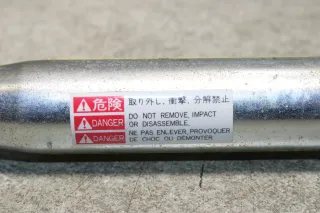 危険 取り外し、衝撃、分解禁止
DANGER DO NOT REMOVE, IMPACT
OR DISASSEMBLE.
DANGER NE PAS ENLEVER, PROVOQUER
DE CHOC OU DEMONTER